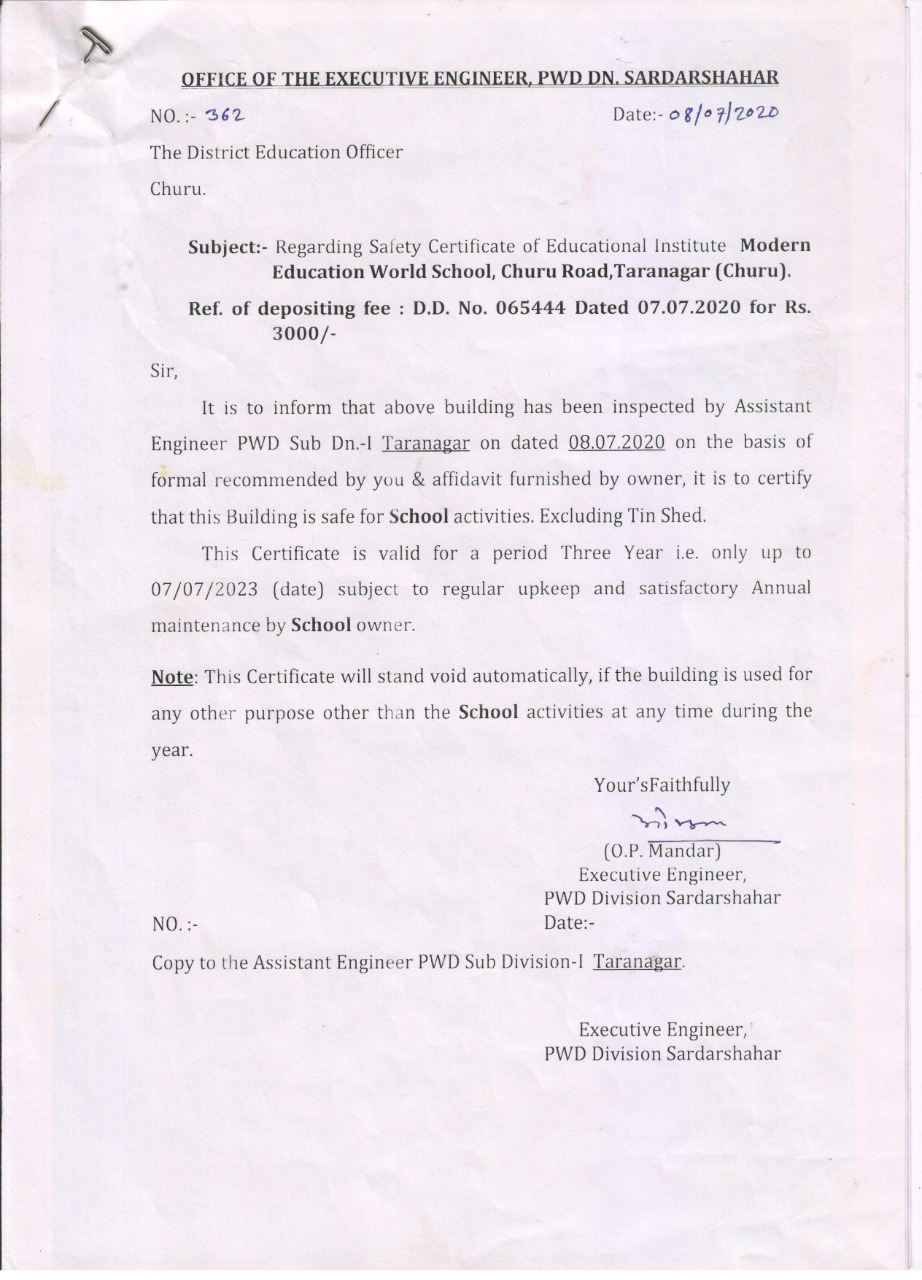 OFFICE OF THE EXECUTIVE ENGINEER, PWD DN. SARDARSHAHAR
NO. :- 362 Date:- 08/07/2020
The District Education Officer
Churu.
Subject:- Regarding Safety Certificate of Educational Institute Modern
Education World School, Churu Road,Taranagar (Churu).
Ref. of depositing fee : D.D. No. 065444 Dated 07.07.2020 for Rs.
3000/-
Sir,
It is to inform that above building has been inspected by Assistant
Engineer PWD Sub Dn.-I Taranagar on dated 08.07.2020 on the basis of
formal recommended by you & affidavit furnished by owner, it is to certify
that this Building is safe for School activities. Excluding Tin Shed.
This Certificate is valid for a period Three Year i.e. only up to
07/07/2023 (date) subject to regular upkeep and satisfactory Annual
maintenance by School owner.
Note: This Certificate will stand void automatically, if the building is used for
any other purpose other than the School activities at any time during the
year.
Your'sFaithfully
(O.P. Mandar)
Executive Engineer,
PWD Division Sardarshahar
NO. :- Date:-
Copy to the Assistant Engineer PWD Sub Division-I Taranagar.
Executive Engineer,
PWD Division Sardarshahar